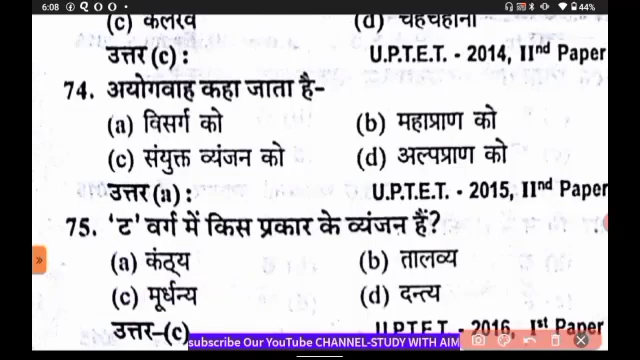 6:08 44%
(c) कलरव (d) चहचहाना
उत्तर (c) : U.P.T.E.T. - 2014, IInd Paper
74. अयोगवाह कहा जाता है-
(a) विसर्ग को (b) महाप्राण को
(c) संयुक्त व्यंजन को (d) अल्पप्राण को
उत्तर (a) : U.P.T.E.T. - 2015, IInd Paper
75. 'ट' वर्ग में किस प्रकार के व्यंजन हैं?
(a) कंठ्य (b) तालव्य
(c) मूर्धन्य (d) दन्त्य
उत्तर–(c) U.P.T.E.T. - 2016, Ist Paper
subscribe Our YouTube CHANNEL-STUDY WITH AIM